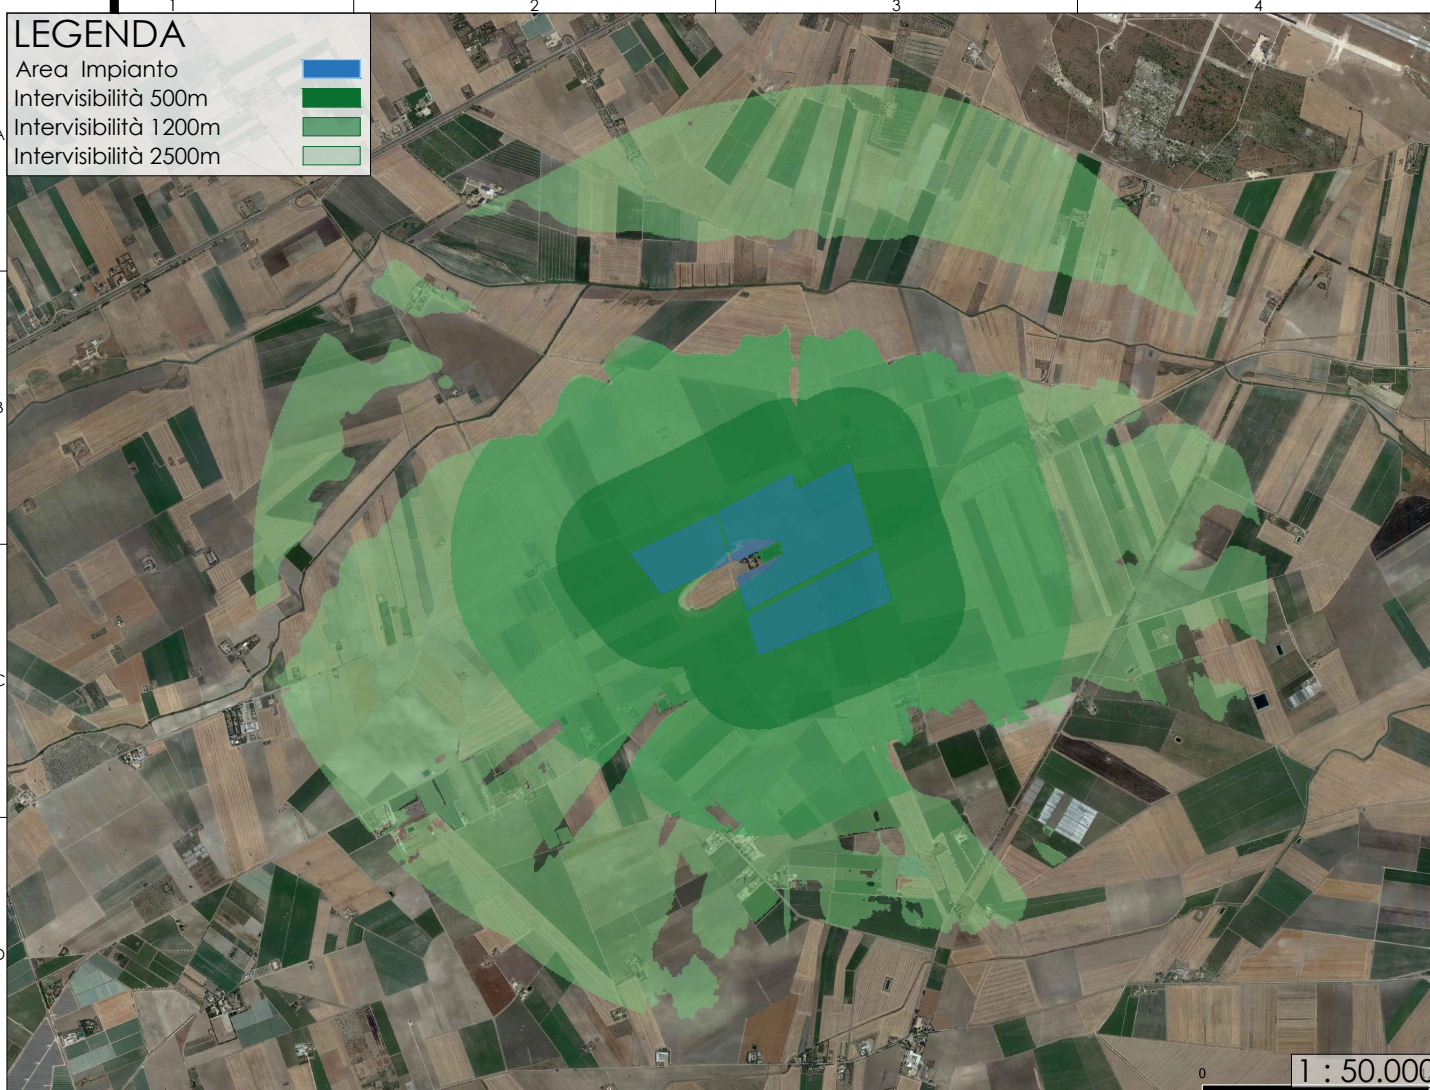 1 2 3 4
LEGENDA
Area Impianto
Intervisibilità 500m
Intervisibilità 1200m
Intervisibilità 2500m
A
B
C
D
0
1 : 50.000